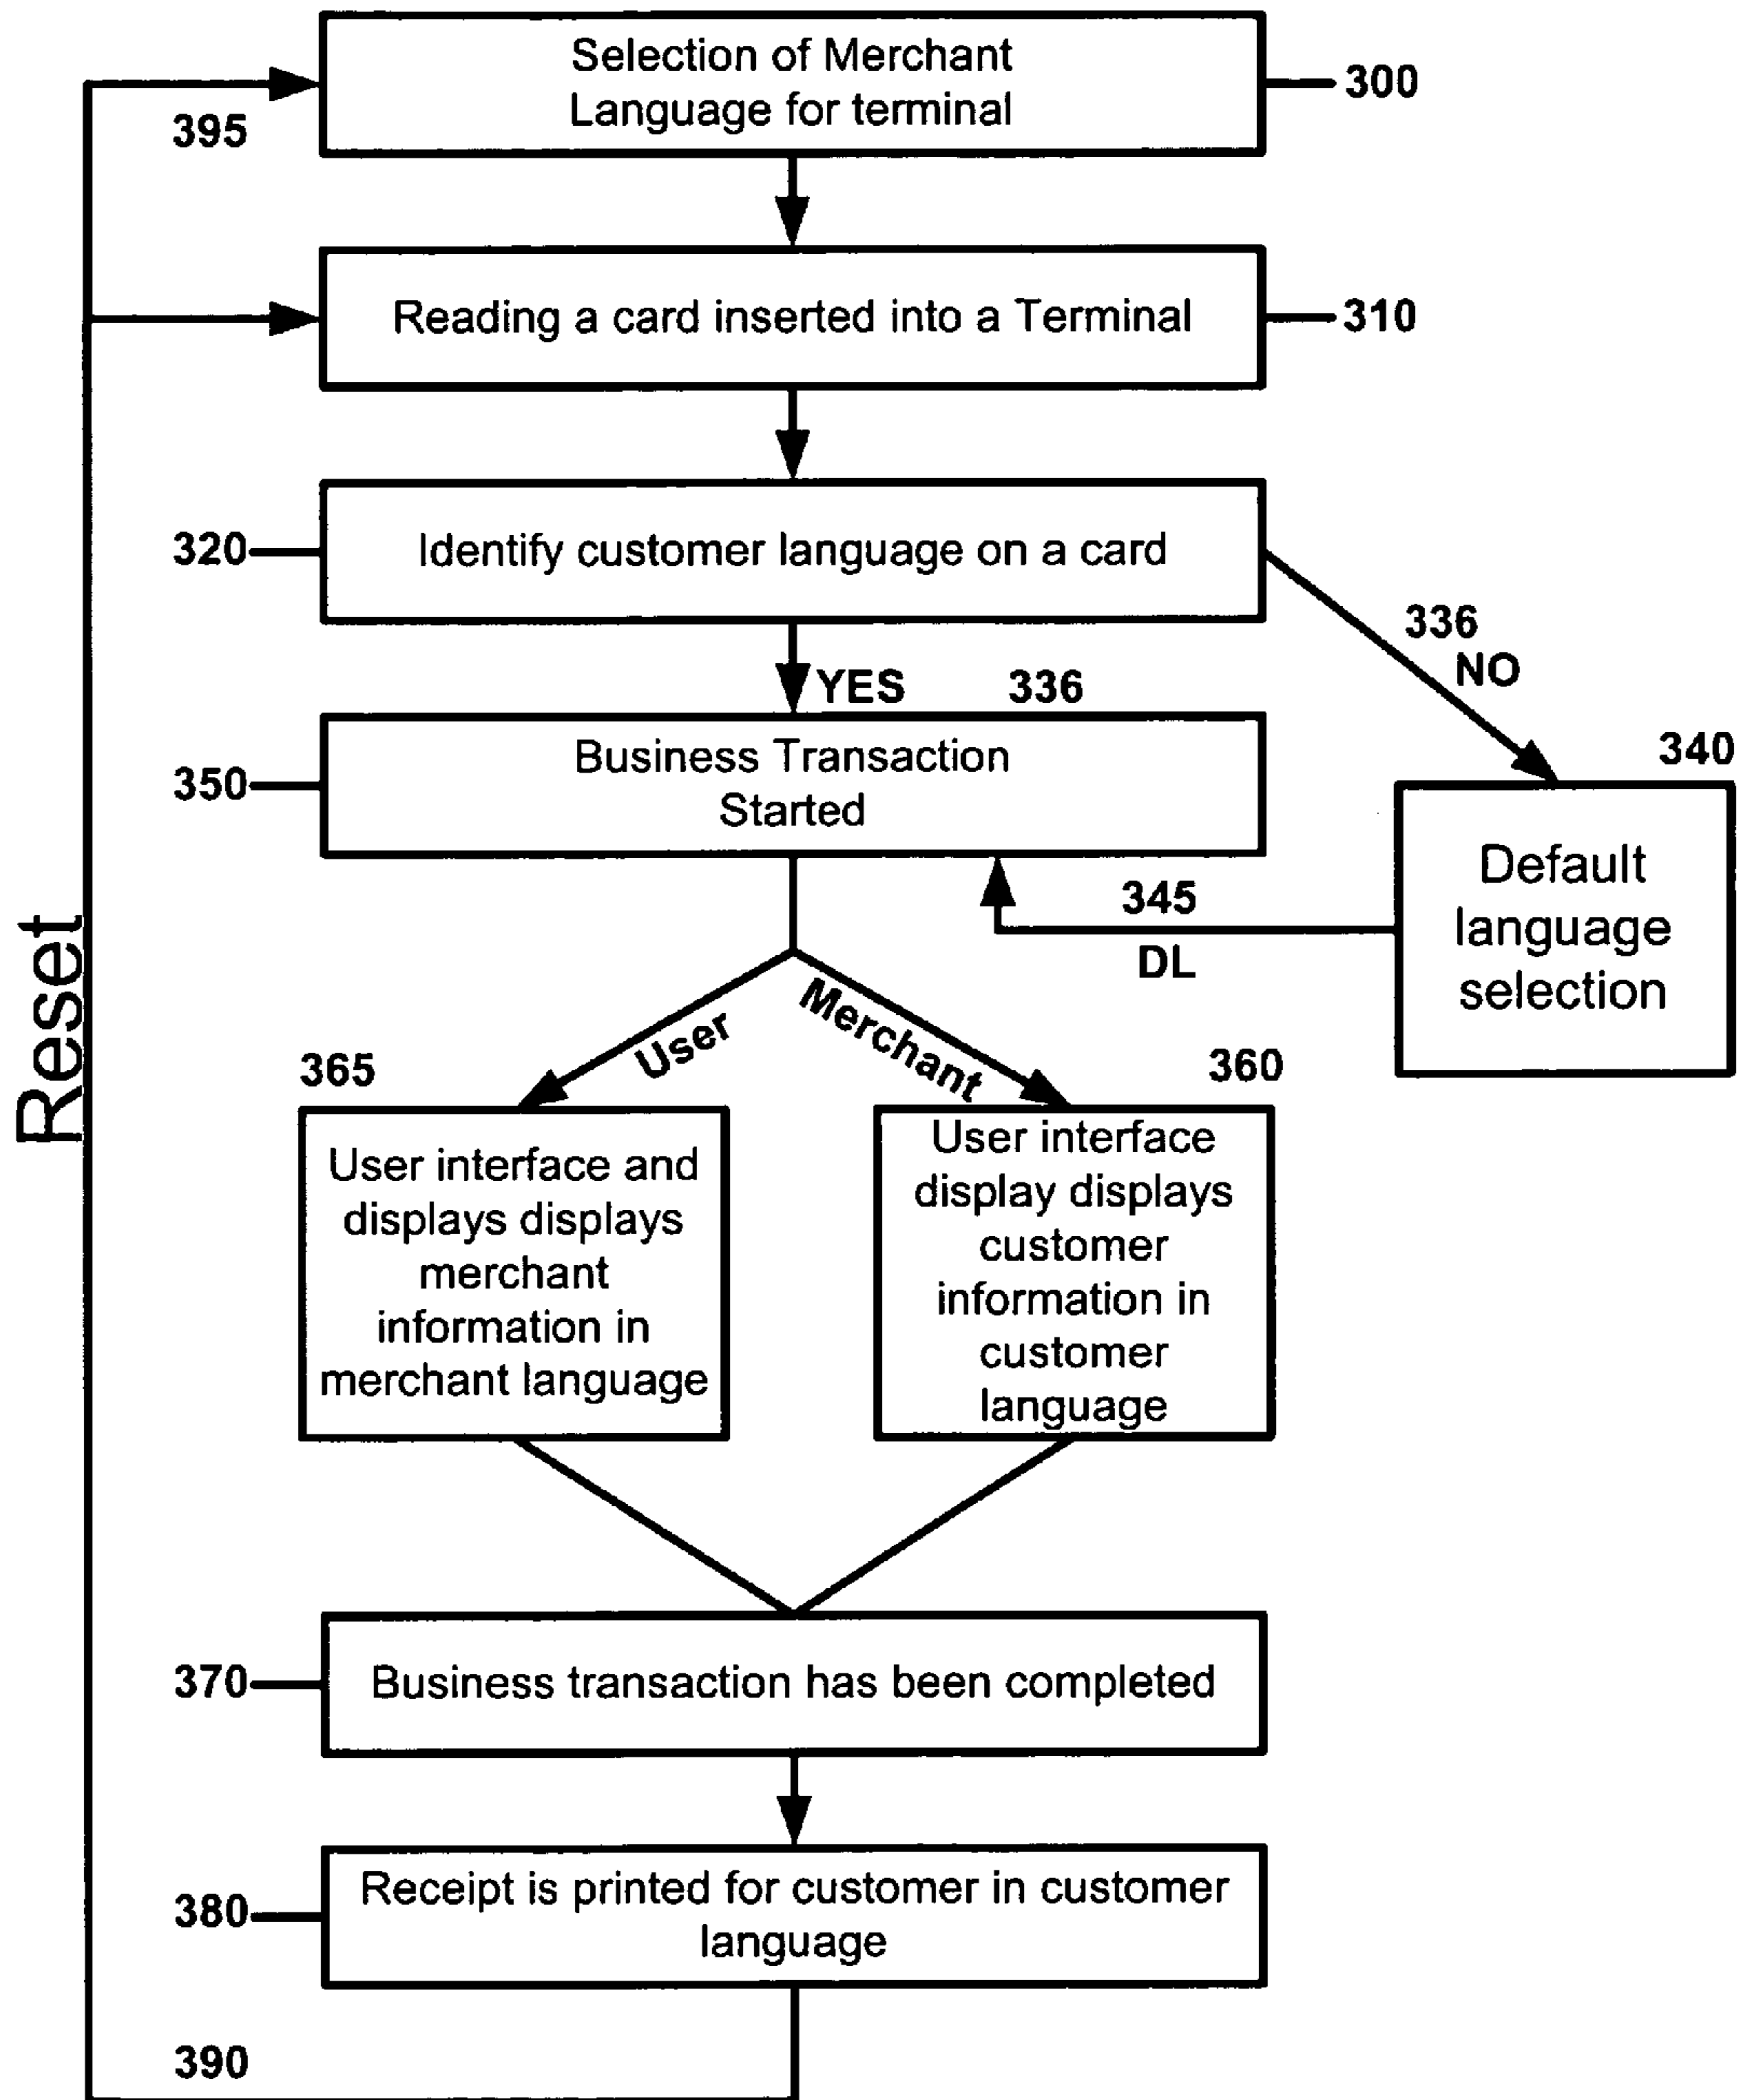 Selection of Merchant
Language for terminal
300
395
Reading a card inserted into a Terminal
310
320
Identify customer language on a card
336
NO
YES
336
340
350
Business Transaction
Started
Default
language
selection
345
DL
Reset
User
Merchant
365
360
User interface and
displays displays
merchant
information in
merchant language
User interface
display displays
customer
information in
customer
language
370
Business transaction has been completed
380
Receipt is printed for customer in customer
language
390